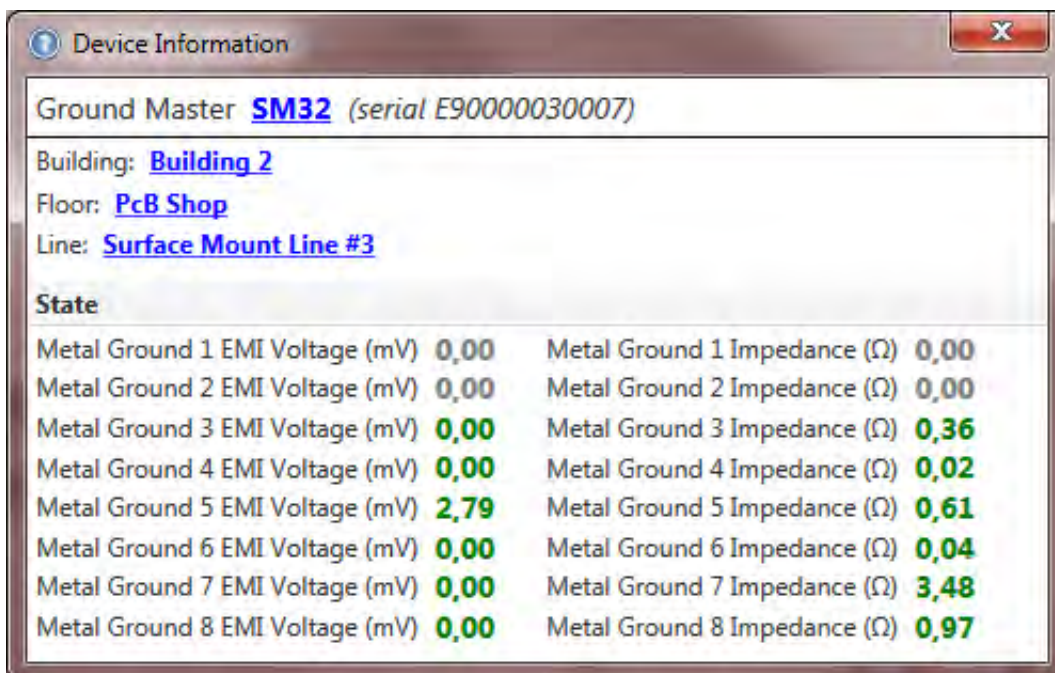 Device Information
Ground Master SM32 (serial E90000030007)
Building: Building 2
Floor: PcB Shop
Line: Surface Mount Line #3
State
Metal Ground 1 EMI Voltage (mV) 0,00 Metal Ground 1 Impedance (Ω) 0,00
Metal Ground 2 EMI Voltage (mV) 0,00 Metal Ground 2 Impedance (Ω) 0,00
Metal Ground 3 EMI Voltage (mV) 0,00 Metal Ground 3 Impedance (Ω) 0,36
Metal Ground 4 EMI Voltage (mV) 0,00 Metal Ground 4 Impedance (Ω) 0,02
Metal Ground 5 EMI Voltage (mV) 2,79 Metal Ground 5 Impedance (Ω) 0,61
Metal Ground 6 EMI Voltage (mV) 0,00 Metal Ground 6 Impedance (Ω) 0,04
Metal Ground 7 EMI Voltage (mV) 0,00 Metal Ground 7 Impedance (Ω) 3,48
Metal Ground 8 EMI Voltage (mV) 0,00 Metal Ground 8 Impedance (Ω) 0,97